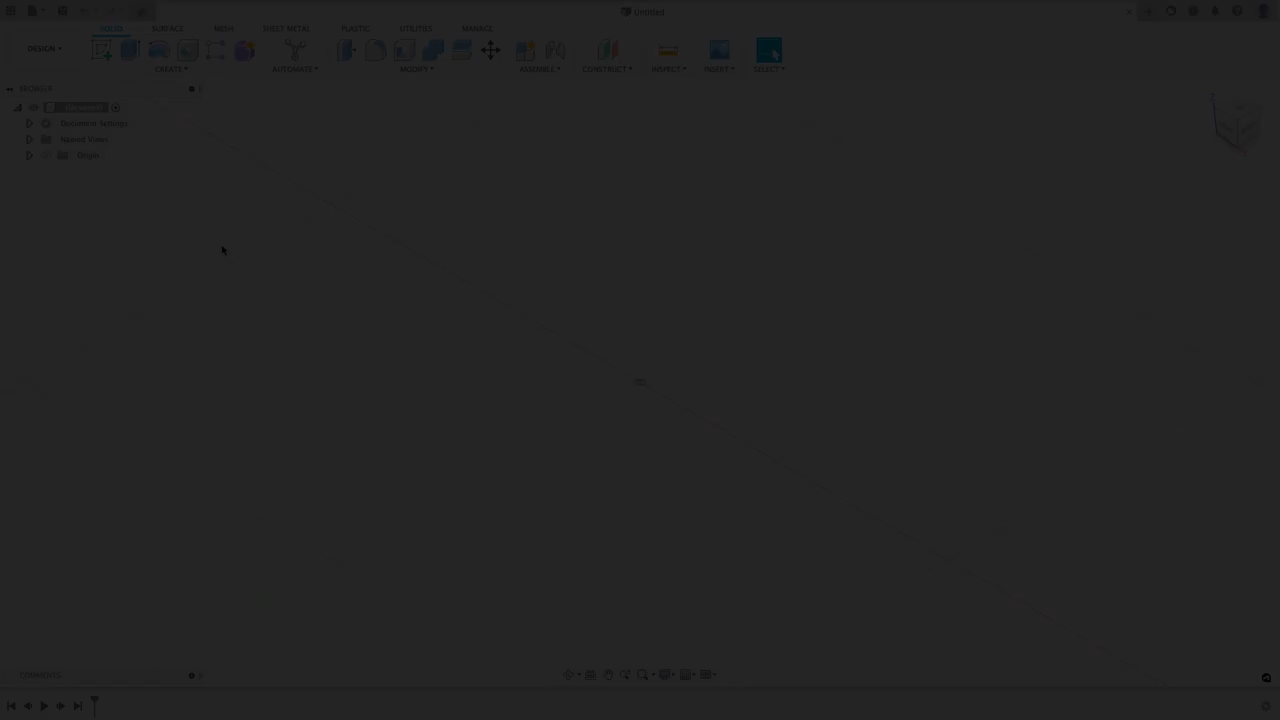 Untitled
SOLID SURFACE MESH SHEET METAL PLASTIC UTILITIES MANAGE
DESIGN
CREATE AUTOMATE MODIFY ASSEMBLE CONSTRUCT INSPECT INSERT SELECT
BROWSER
Document Settings
Named Views
Origin
COMMENTS